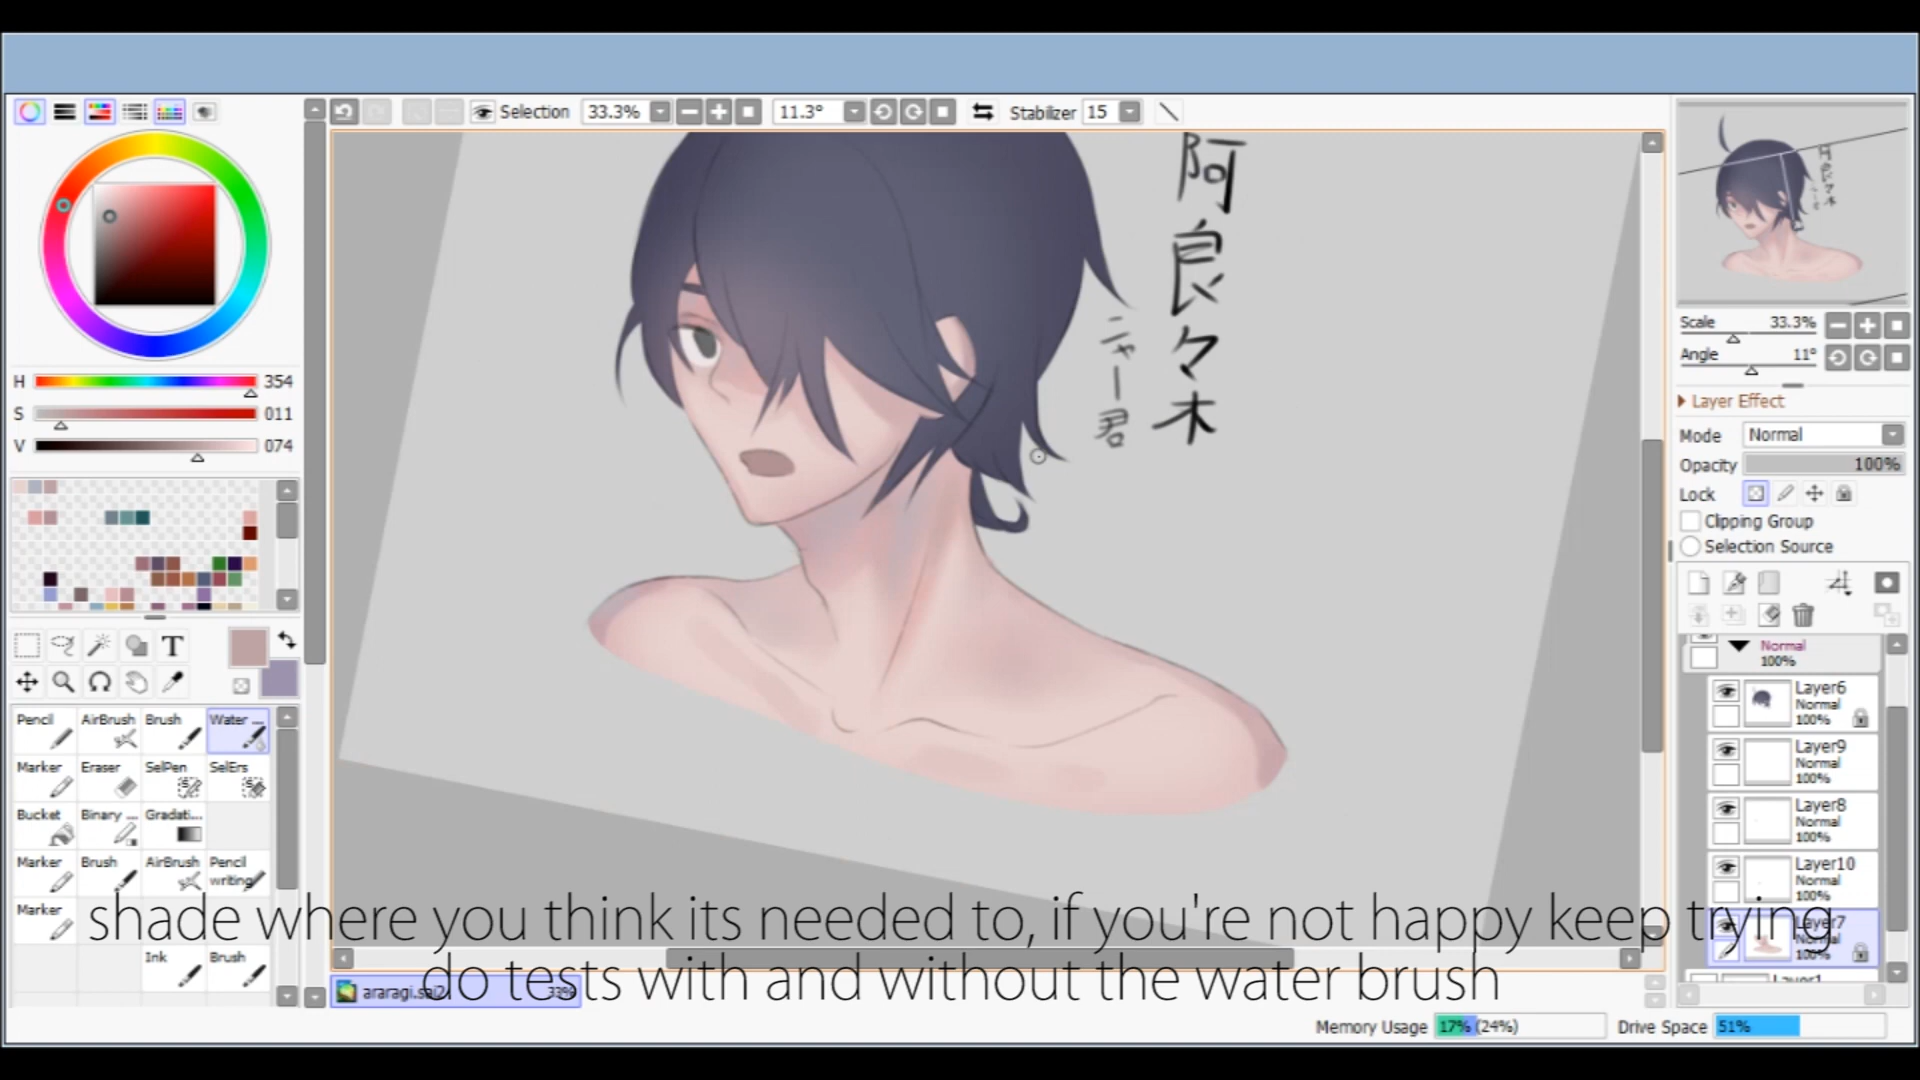 Selection 33.3% 11.3° Stabilizer 15
H 354
S 011
V 074
T
Pencil AirBrush Brush Water ...
Marker Eraser SelPen SelErs
Bucket Binary ... Gradati...
Marker Brush AirBrush Pencil writing
Marker
Ink Brush
阿良々木
ニャー君
Scale 33.3%
Angle 11°
Layer Effect
Mode Normal
Opacity 100%
Lock
Clipping Group
Selection Source
Normal
100%
Layer6
Normal
100%
Layer9
Normal
100%
Layer8
Normal
100%
Layer10
Normal
100%
Layer7
Normal
100%
Layer1
shade where you think its needed to, if you're not happy keep trying
do tests with and without the water brush
araragi.sai2 33%
Memory Usage 17% (24%) Drive Space 51%